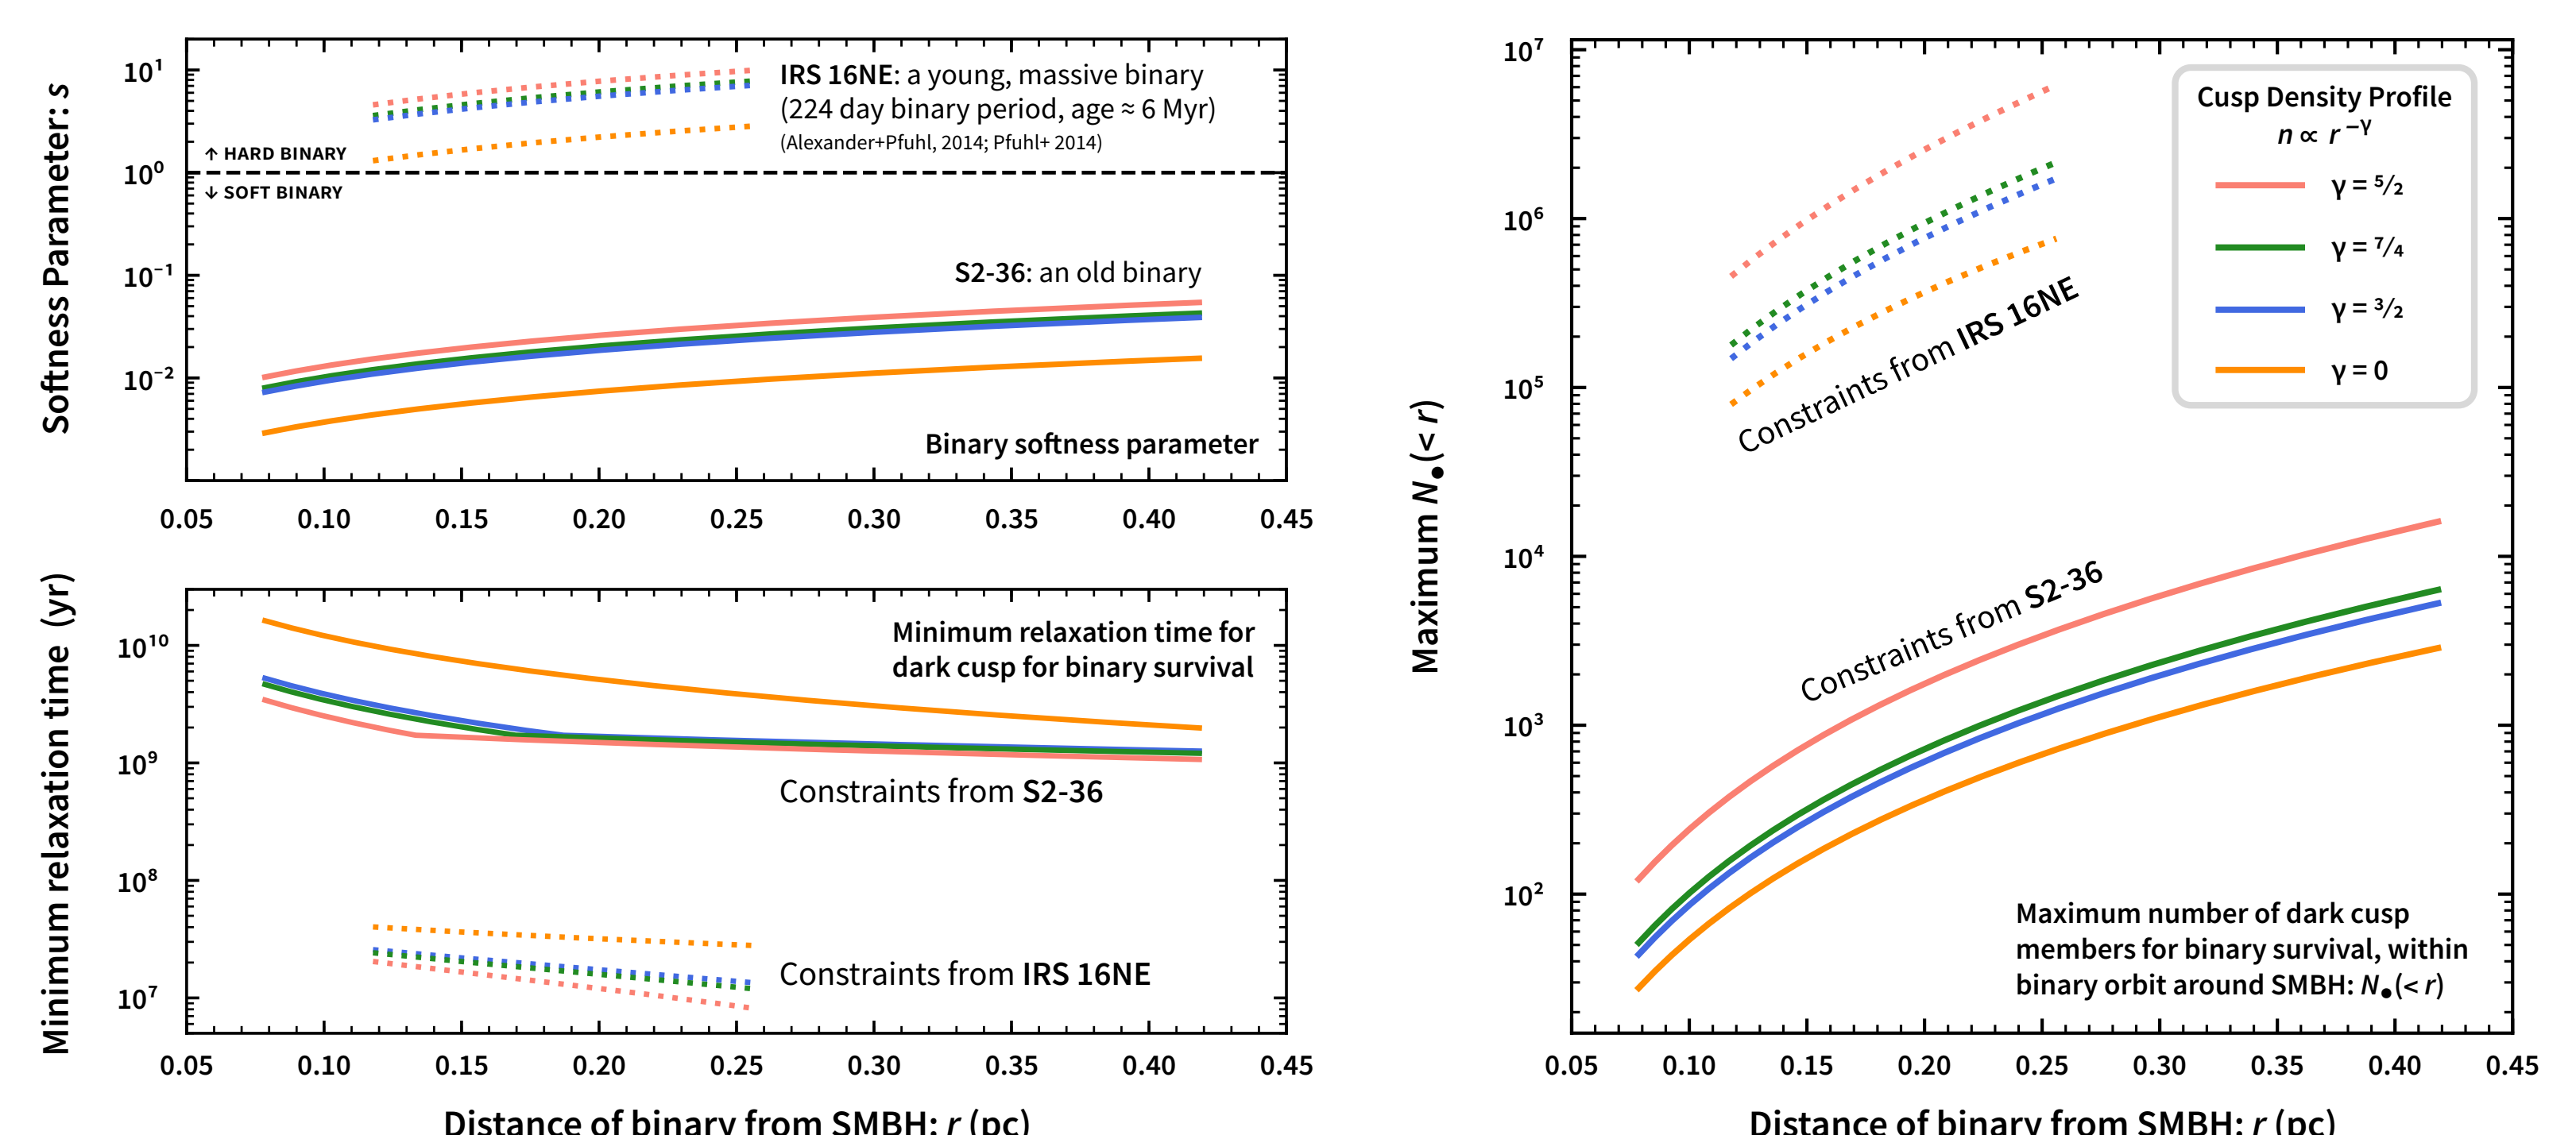 Softness Parameter: s
10¹
10⁰
10⁻¹
10⁻²
IRS 16NE: a young, massive binary
(224 day binary period, age ≈ 6 Myr)
(Alexander+Pfuhl, 2014; Pfuhl+ 2014)
↑ HARD BINARY
↓ SOFT BINARY
S2-36: an old binary
Binary softness parameter
0.05 0.10 0.15 0.20 0.25 0.30 0.35 0.40 0.45
Minimum relaxation time (yr)
10¹⁰
10⁹
10⁸
10⁷
Minimum relaxation time for
dark cusp for binary survival
Constraints from S2-36
Constraints from IRS 16NE
0.05 0.10 0.15 0.20 0.25 0.30 0.35 0.40 0.45
Distance of binary from SMBH: r (pc)
Maximum N●(< r)
10⁷
10⁶
10⁵
10⁴
10³
10²
Cusp Density Profile
n ∝ r⁻ᵞ
γ = ⁵⁄₂
γ = ⁷⁄₄
γ = ³⁄₂
γ = 0
Constraints from IRS 16NE
Constraints from S2-36
Maximum number of dark cusp
members for binary survival, within
binary orbit around SMBH: N●(< r)
0.05 0.10 0.15 0.20 0.25 0.30 0.35 0.40 0.45
Distance of binary from SMBH: r (pc)